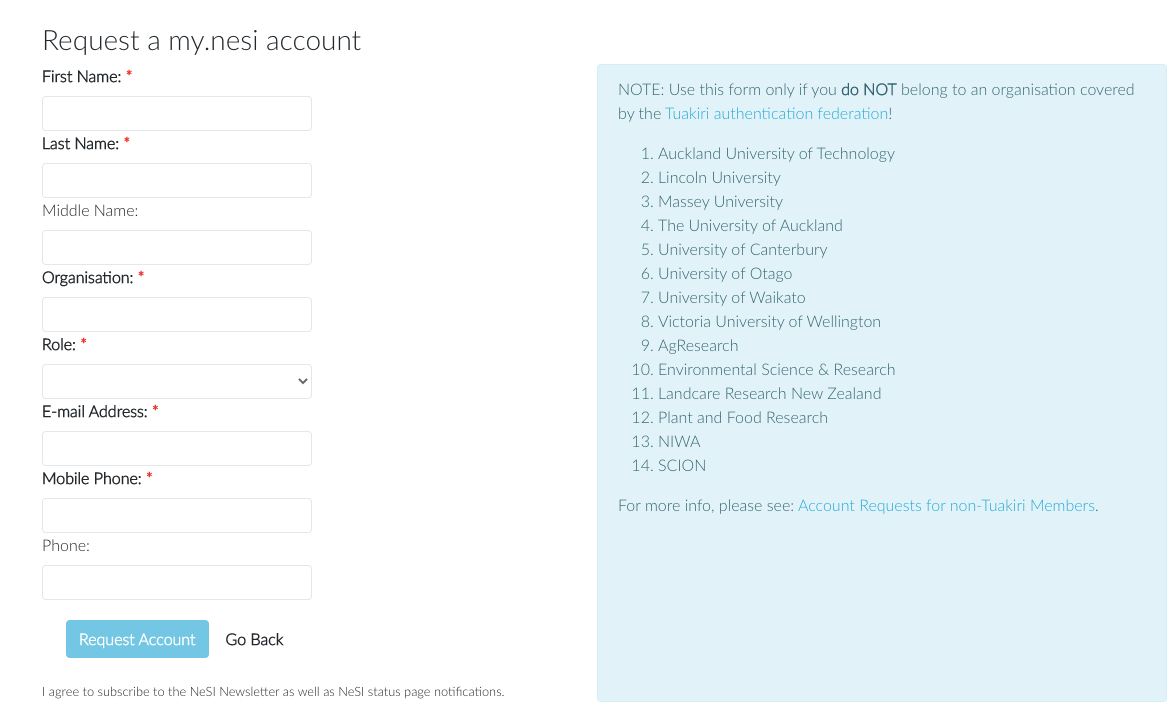 Request a my.nesi account
First Name: *
Last Name: *
Middle Name:
Organisation: *
Role: *
E-mail Address: *
Mobile Phone: *
Phone:
Request Account
Go Back
I agree to subscribe to the NeSI Newsletter as well as NeSI status page notifications.
NOTE: Use this form only if you do NOT belong to an organisation covered
by the Tuakiri authentication federation!
1. Auckland University of Technology
2. Lincoln University
3. Massey University
4. The University of Auckland
5. University of Canterbury
6. University of Otago
7. University of Waikato
8. Victoria University of Wellington
9. AgResearch
10. Environmental Science & Research
11. Landcare Research New Zealand
12. Plant and Food Research
13. NIWA
14. SCION
For more info, please see: Account Requests for non-Tuakiri Members.